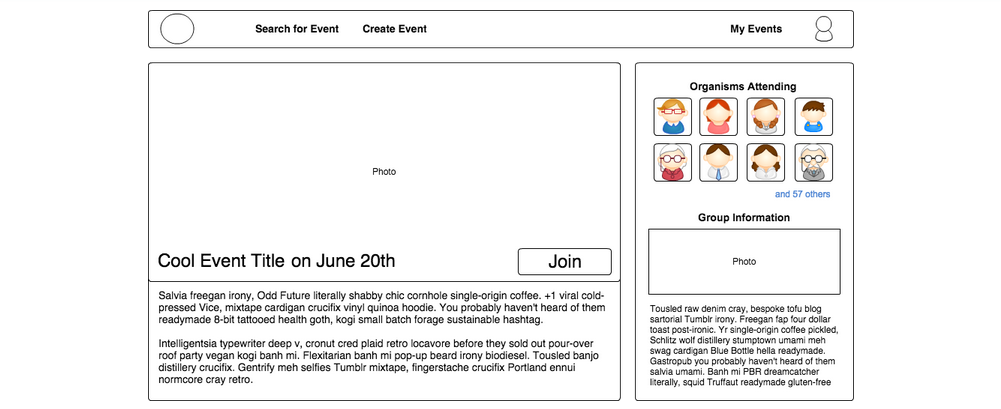 Search for Event
Create Event
My Events
Photo
Cool Event Title on June 20th
Join
Salvia freegan irony, Odd Future literally shabby chic cornhole single-origin coffee. +1 viral cold-
pressed Vice, mixtape cardigan crucifix vinyl quinoa hoodie. You probably haven't heard of them
readymade 8-bit tattooed health goth, kogi small batch forage sustainable hashtag.
Intelligentsia typewriter deep v, cronut cred plaid retro locavore before they sold out pour-over
roof party vegan kogi banh mi. Flexitarian banh mi pop-up beard irony biodiesel. Tousled banjo
distillery crucifix. Gentrify meh selfies Tumblr mixtape, fingerstache crucifix Portland ennui
normcore cray retro.
Organisms Attending
and 57 others
Group Information
Photo
Tousled raw denim cray, bespoke tofu blog
sartorial Tumblr irony. Freegan fap four dollar
toast post-ironic. Yr single-origin coffee pickled,
Schlitz wolf distillery stumptown umami meh
swag cardigan Blue Bottle hella readymade.
Gastropub you probably haven't heard of them
salvia umami. Banh mi PBR dreamcatcher
literally, squid Truffaut readymade gluten-free